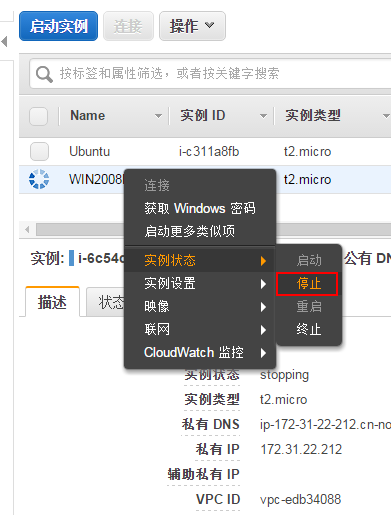 启动实例 连接 操作
按标签和属性筛选，或者按关键字搜索
Name 实例 ID 实例类型
Ubuntu i-c311a8fb t2.micro
WIN2008 t2.micro
连接
获取 Windows 密码
启动更多类似项
实例: i-6c54c 公有 DN
实例状态 启动
实例设置 停止
映像 重启
联网 终止
CloudWatch 监控
描述 状态
实例状态 stopping
实例类型 t2.micro
私有 DNS ip-172-31-22-212.cn-no
私有 IP 172.31.22.212
辅助私有 IP
VPC ID vpc-edb34088